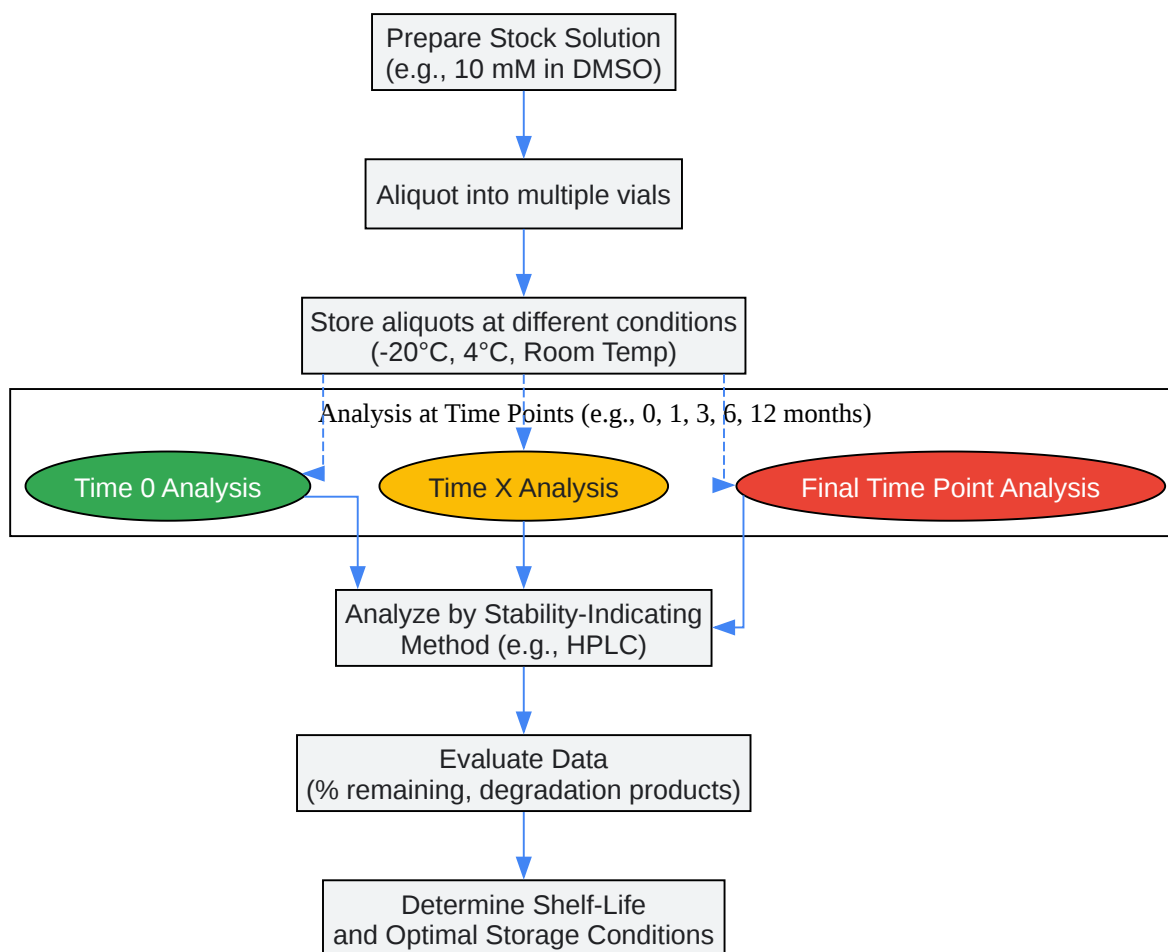 Prepare Stock Solution
(e.g., 10 mM in DMSO)
Aliquot into multiple vials
Store aliquots at different conditions
(-20°C, 4°C, Room Temp)
Analysis at Time Points (e.g., 0, 1, 3, 6, 12 months)
Time 0 Analysis
Time X Analysis
Final Time Point Analysis
Analyze by Stability-Indicating
Method (e.g., HPLC)
Evaluate Data
(% remaining, degradation products)
Determine Shelf-Life
and Optimal Storage Conditions